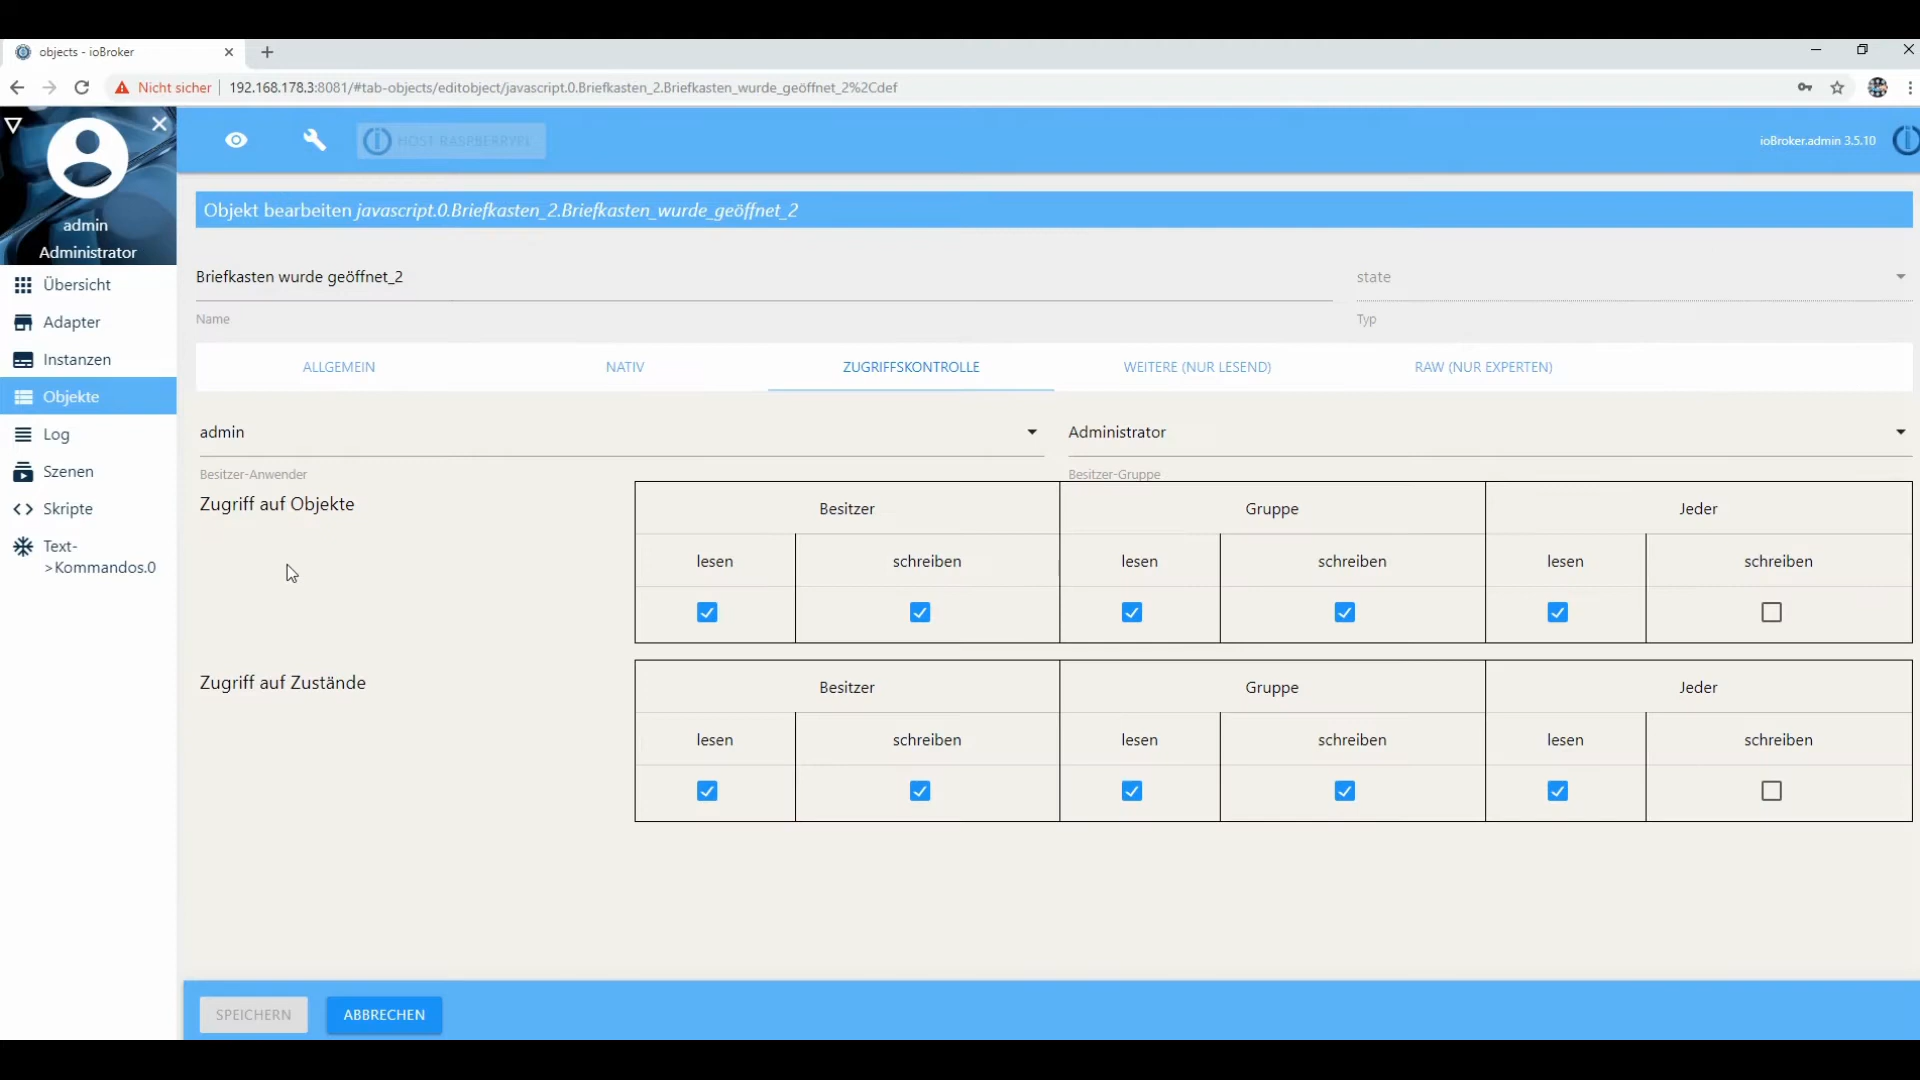 objects - ioBroker
Nicht sicher
192.168.178.3:8081/#tab-objects/editobject/javascript.0.Briefkasten_2.Briefkasten_wurde_geöffnet_2%2Cdef
HOST RASPBERRYPI
ioBroker.admin 3.5.10
admin
Administrator
Übersicht
Adapter
Instanzen
Objekte
Log
Szenen
Skripte
Text-
>Kommandos.0
Objekt bearbeiten javascript.0.Briefkasten_2.Briefkasten_wurde_geöffnet_2
Briefkasten wurde geöffnet_2
state
Name
Typ
ALLGEMEIN
NATIV
ZUGRIFFSKONTROLLE
WEITERE (NUR LESEND)
RAW (NUR EXPERTEN)
admin
Administrator
Besitzer-Anwender
Besitzer-Gruppe
Zugriff auf Objekte
Besitzer
Gruppe
Jeder
lesen
schreiben
lesen
schreiben
lesen
schreiben
Zugriff auf Zustände
Besitzer
Gruppe
Jeder
lesen
schreiben
lesen
schreiben
lesen
schreiben
SPEICHERN
ABBRECHEN